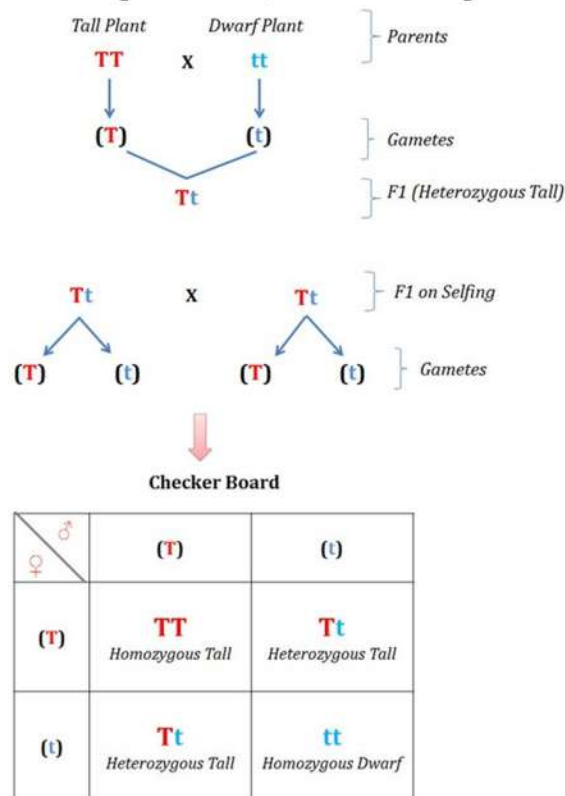 Tall Plant Dwarf Plant
TT x tt Parents
(T) (t) Gametes
Tt F1 (Heterozygous Tall)
Tt x Tt F1 on Selfing
(T) (t) (T) (t) Gametes
Checker Board
♂ (T) (t)
♀
(T) TT Tt
Homozygous Tall Heterozygous Tall
(t) Tt tt
Heterozygous Tall Homozygous Dwarf